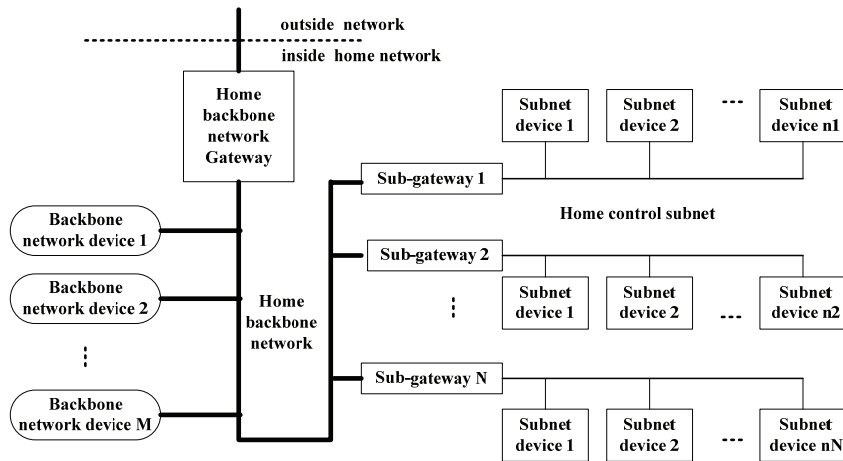 outside network
inside home network
Home
backbone
network
Gateway
Subnet
device 1
Subnet
device 2
Subnet
device n1
Sub-gateway 1
Home control subnet
Backbone
network device 1
Sub-gateway 2
Backbone
network device 2
Home
backbone
network
Subnet
device 1
Subnet
device 2
Subnet
device n2
Sub-gateway N
Backbone
network device M
Subnet
device 1
Subnet
device 2
Subnet
device nN